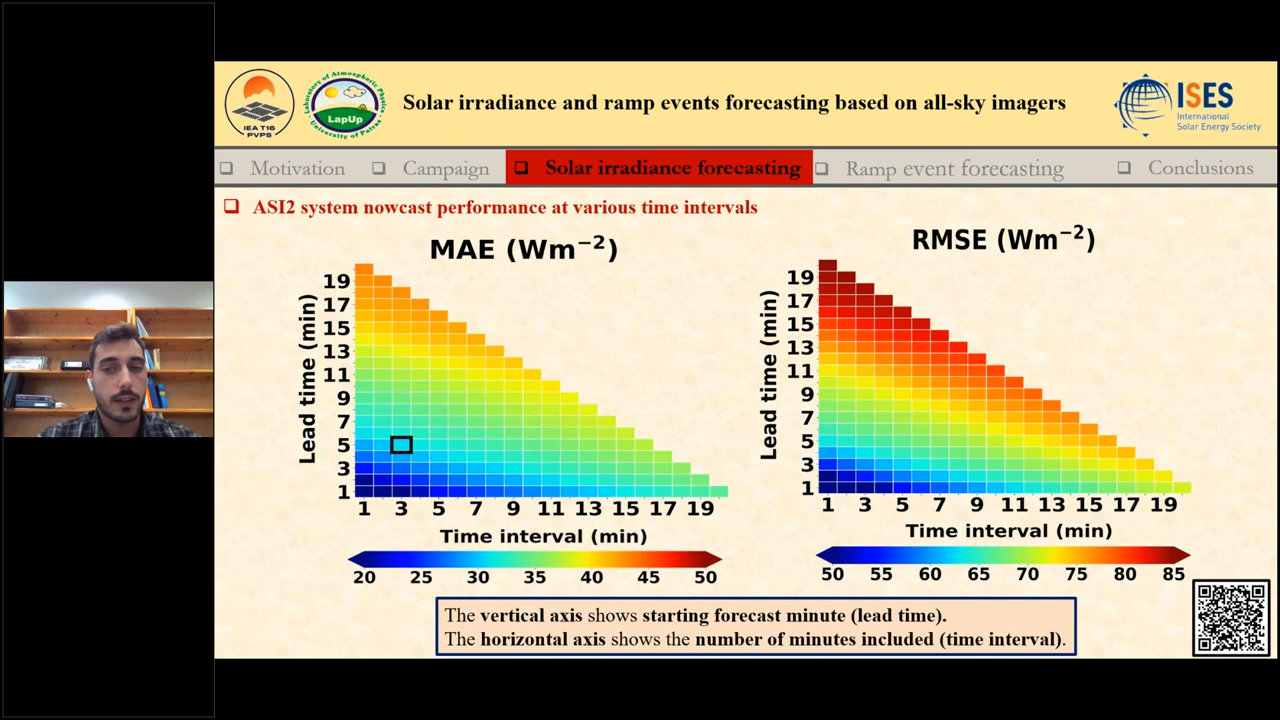 IEA T16
PVPS
Laboratory of Atmospheric Physics
LapUp
University of Patras
Solar irradiance and ramp events forecasting based on all-sky imagers
ISES
International
Solar Energy Society
Motivation
Campaign
Solar irradiance forecasting
Ramp event forecasting
Conclusions
ASI2 system nowcast performance at various time intervals
MAE (Wm⁻²)
Lead time (min)
19
17
15
13
11
9
7
5
3
1
1 3 5 7 9 11 13 15 17 19
Time interval (min)
20 25 30 35 40 45 50
RMSE (Wm⁻²)
Lead time (min)
19
17
15
13
11
9
7
5
3
1
1 3 5 7 9 11 13 15 17 19
Time interval (min)
50 55 60 65 70 75 80 85
The vertical axis shows starting forecast minute (lead time).
The horizontal axis shows the number of minutes included (time interval).